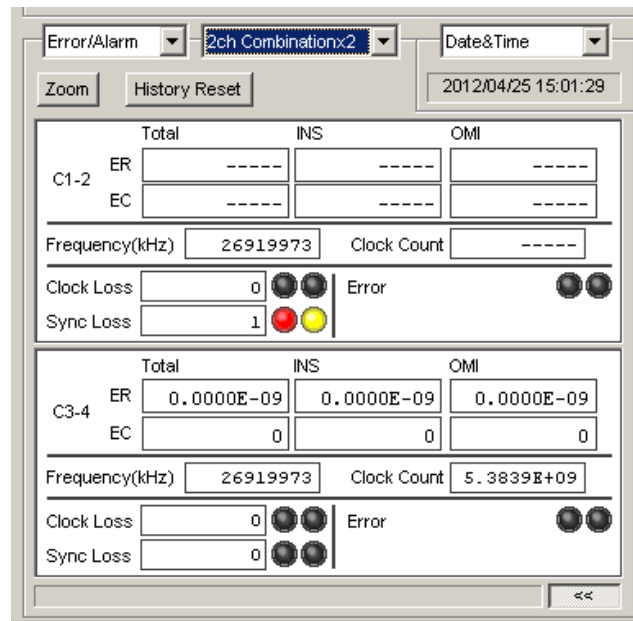 Error/Alarm 2ch Combinationx2 Date&Time
Zoom History Reset 2012/04/25 15:01:29
Total INS OMI
C1-2
ER ----- ----- -----
EC ----- ----- -----
Frequency(kHz) 26919973 Clock Count -----
Clock Loss 0 Error
Sync Loss 1
Total INS OMI
C3-4
ER 0.0000E-09 0.0000E-09 0.0000E-09
EC 0 0 0
Frequency(kHz) 26919973 Clock Count 5.3839E+09
Clock Loss 0 Error
Sync Loss 0
<<